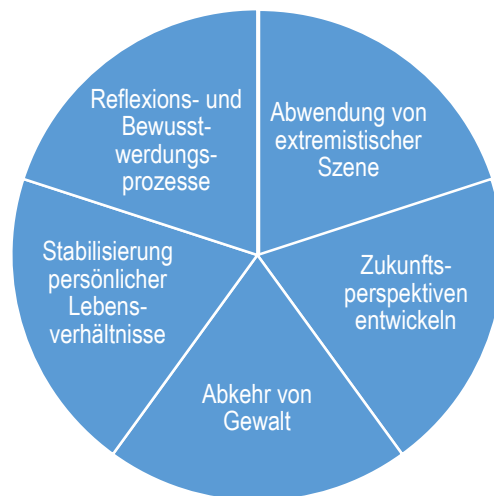 Reflexions- und
Bewusst-
werdungs-
prozesse
Abwendung von
extremistischer
Szene
Stabilisierung
persönlicher
Lebens-
verhältnisse
Zukunfts-
perspektiven
entwickeln
Abkehr von
Gewalt